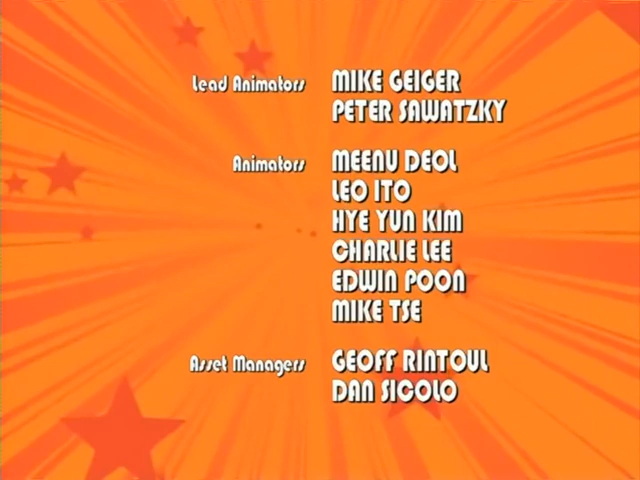 Lead Animators MIKE GEIGER
PETER SAWATZKY
Animators MEENU DEOL
LEO ITO
HYE YUN KIM
CHARLIE LEE
EDWIN POON
MIKE TSE
Asset Managers GEOFF RINTOUL
DAN SICOLO